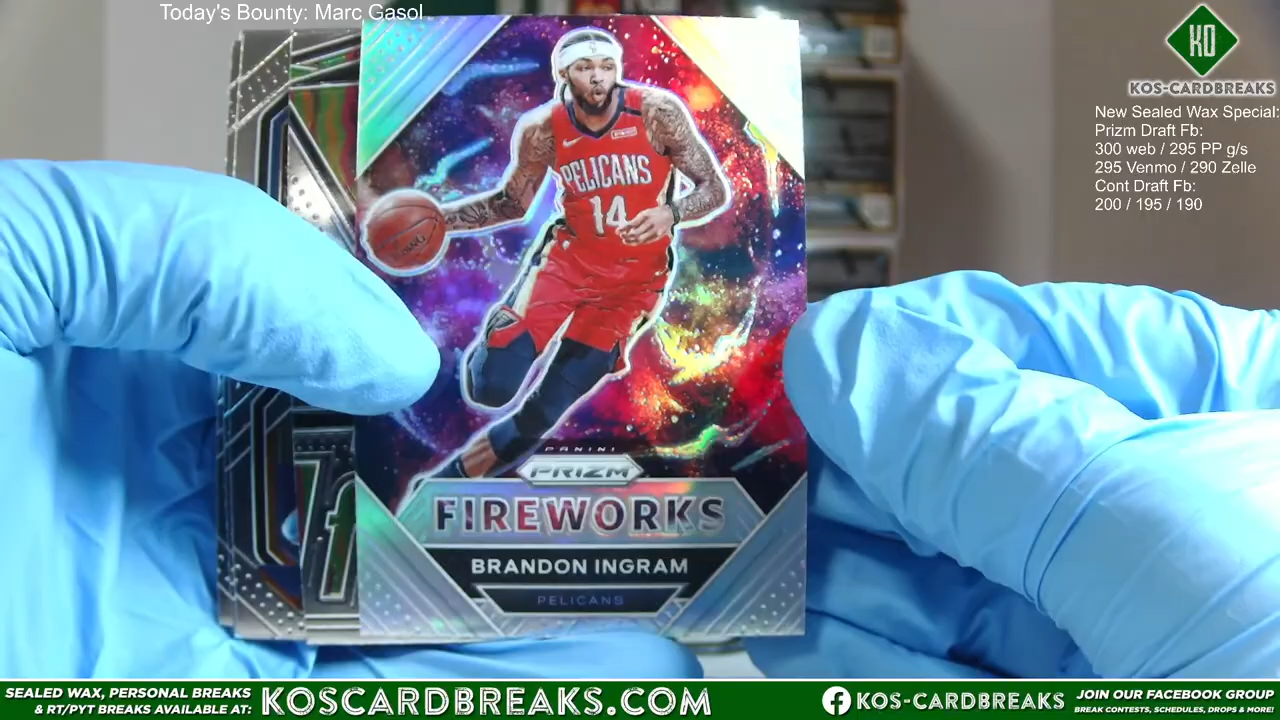 Today's Bounty: Marc Gasol
KO
KOS-CARDBREAKS
New Sealed Wax Special:
Prizm Draft Fb:
300 web / 295 PP g/s
295 Venmo / 290 Zelle
Cont Draft Fb:
200 / 195 / 190
PELICANS
14
PANINI
PRIZM
FIREWORKS
BRANDON INGRAM
PELICANS
SEALED WAX, PERSONAL BREAKS
& RT/PYT BREAKS AVAILABLE AT:
KOSCARDBREAKS.COM
KOS-CARDBREAKS
JOIN OUR FACEBOOK GROUP
BREAK CONTESTS, SCHEDULES, DROPS & MORE!